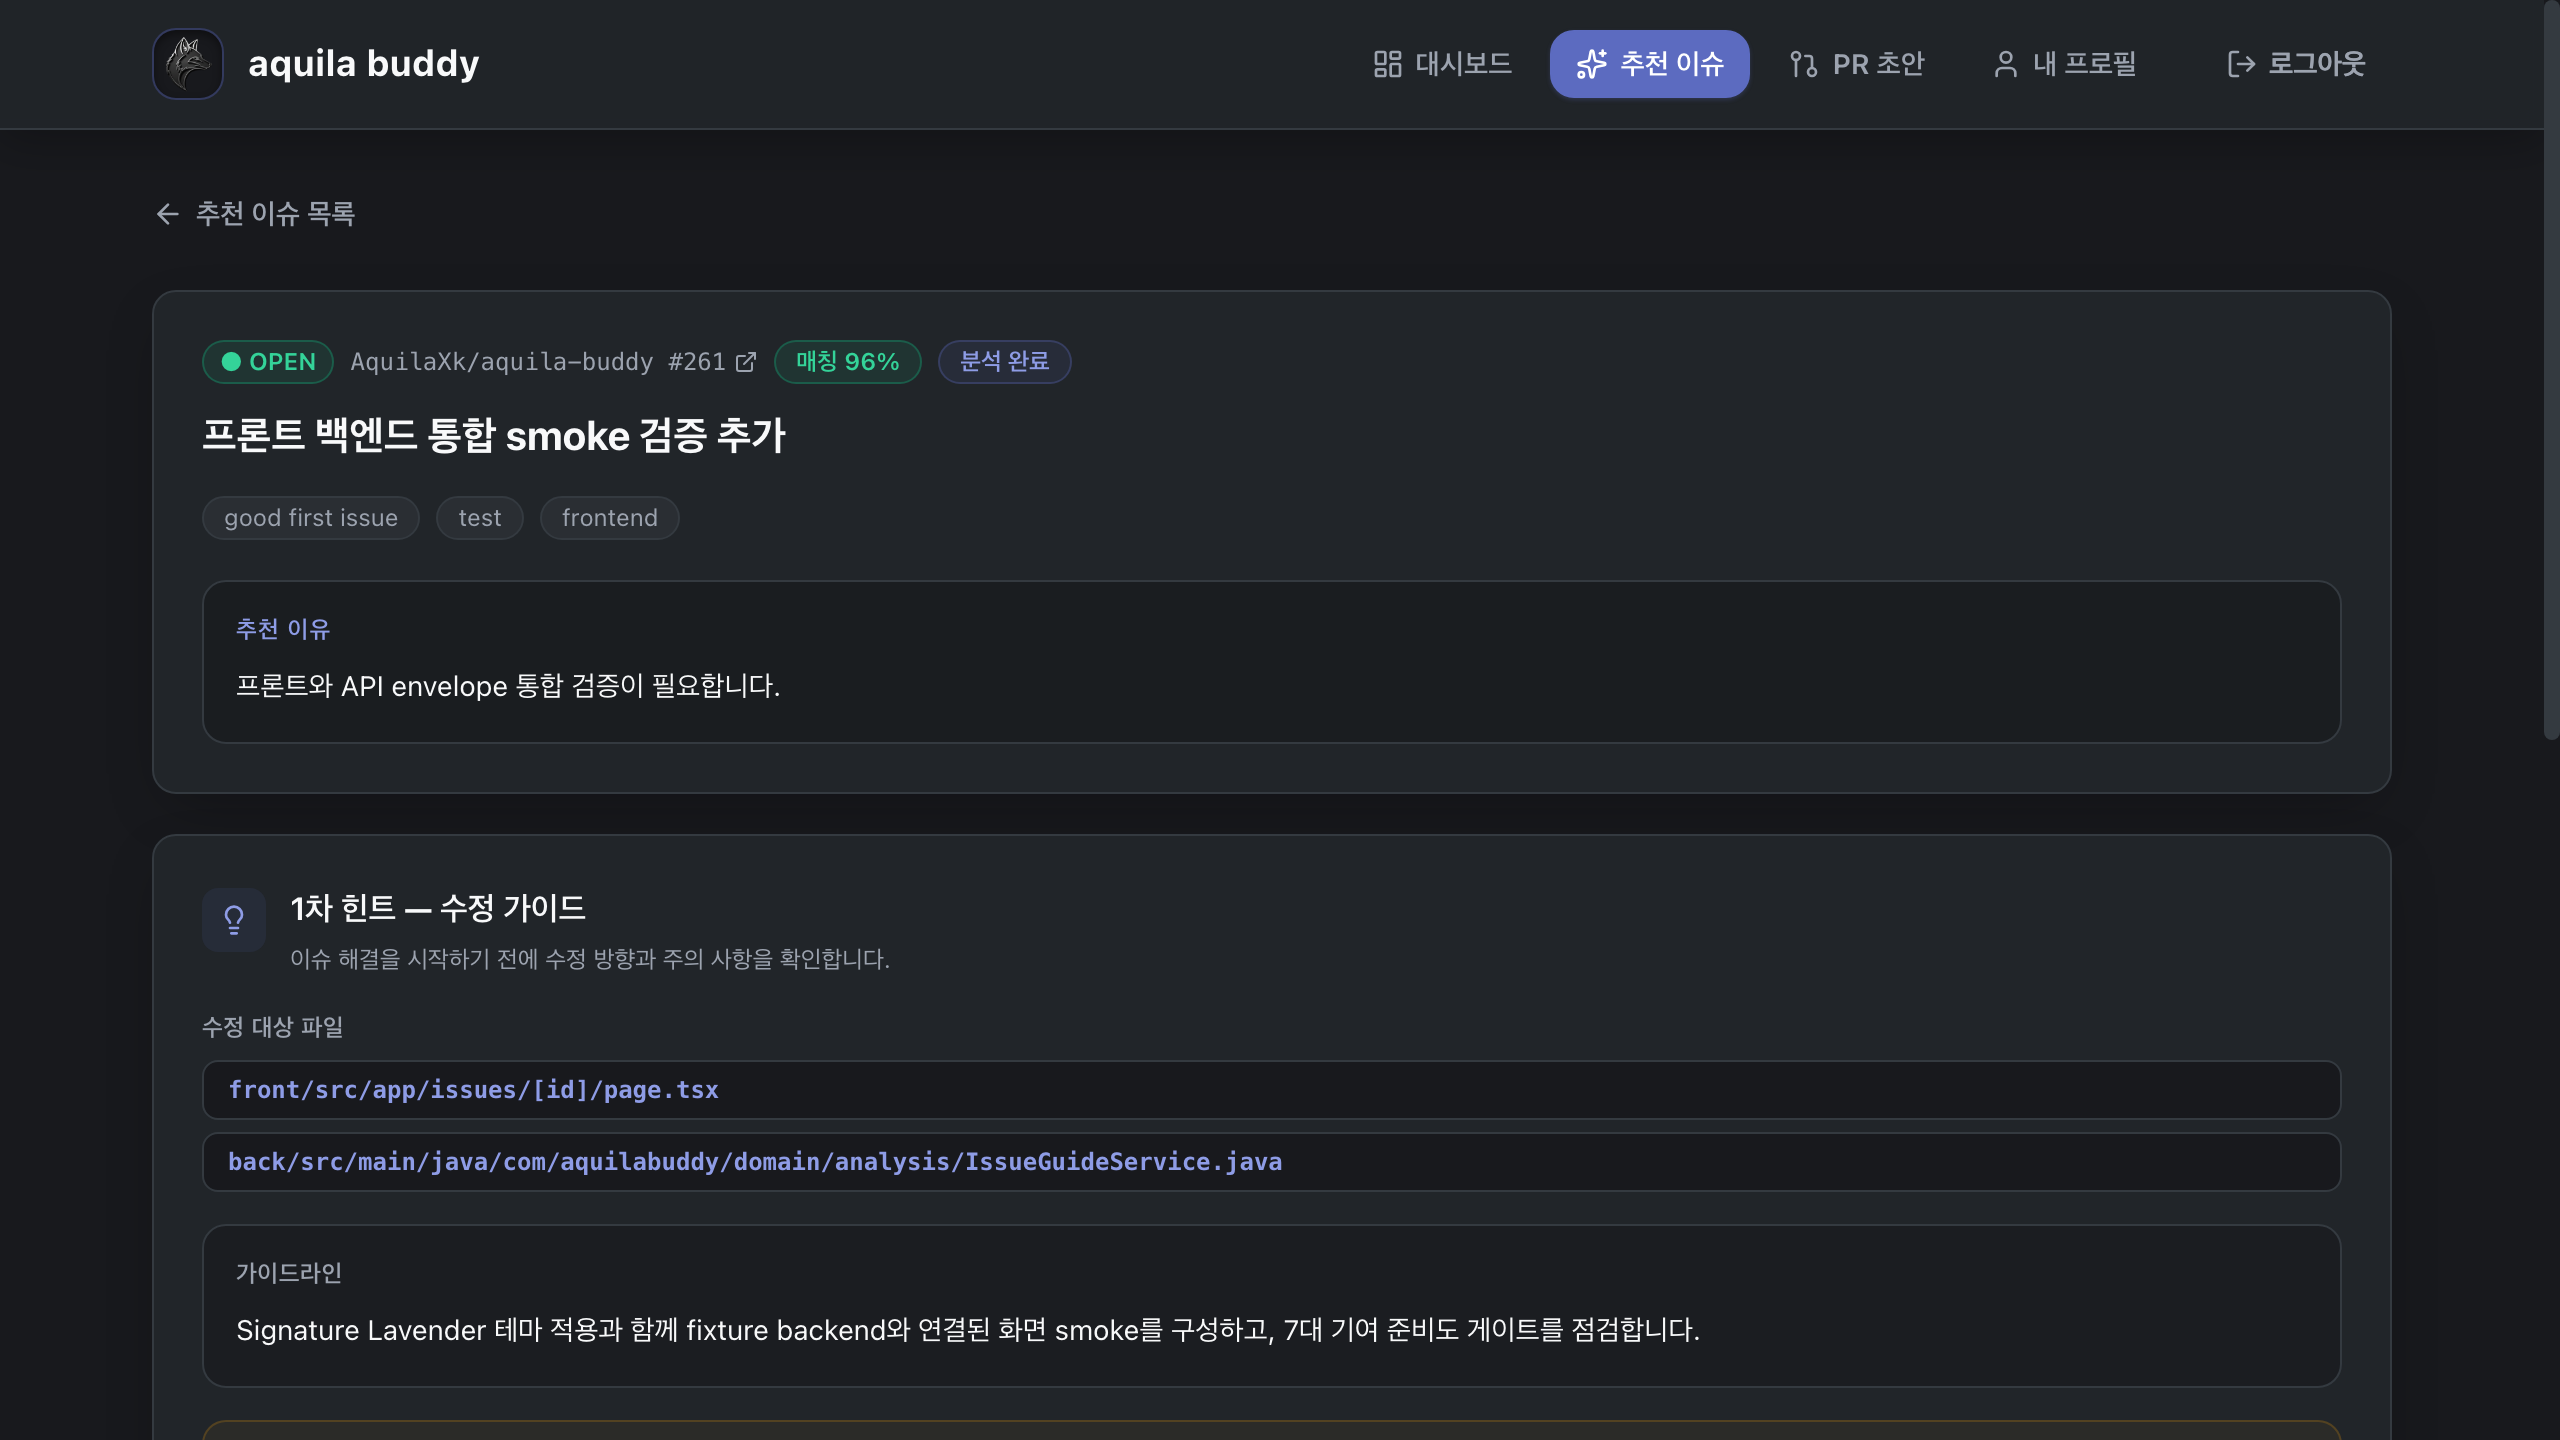 aquila buddy
대시보드
추천 이슈
PR 초안
내 프로필
로그아웃
추천 이슈 목록
OPEN AquilaXk/aquila-buddy #261 매칭 96% 분석 완료
프론트 백엔드 통합 smoke 검증 추가
good first issue test frontend
추천 이유
프론트와 API envelope 통합 검증이 필요합니다.
1차 힌트 — 수정 가이드
이슈 해결을 시작하기 전에 수정 방향과 주의 사항을 확인합니다.
수정 대상 파일
front/src/app/issues/[id]/page.tsx
back/src/main/java/com/aquilabuddy/domain/analysis/IssueGuideService.java
가이드라인
Signature Lavender 테마 적용과 함께 fixture backend와 연결된 화면 smoke를 구성하고, 7대 기여 준비도 게이트를 점검합니다.